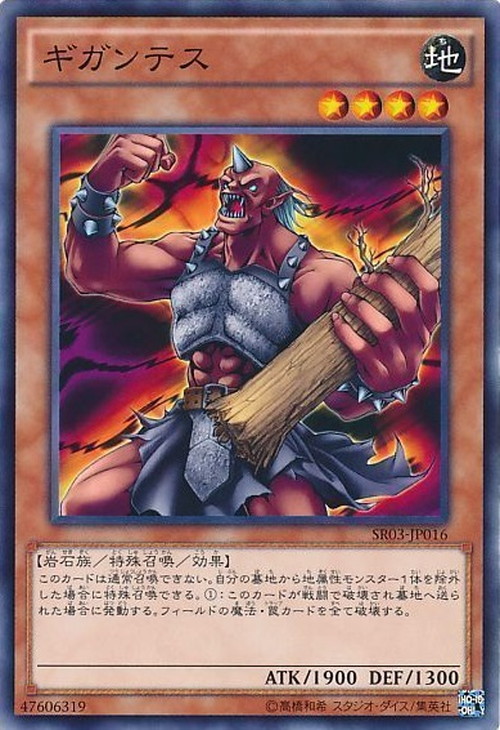 ギガンテス
地
SR03-JP016
【岩石族/特殊召喚/効果】
このカードは通常召喚できない。自分の墓地から地属性モンスター1体を除外
した場合に特殊召喚できる。①:このカードが戦闘で破壊され墓地へ送ら
れた場合に発動する。フィールドの魔法・罠カードを全て破壊する。
ATK/1900 DEF/1300
47606319 ©高橋和希 スタジオ・ダイス/集英社